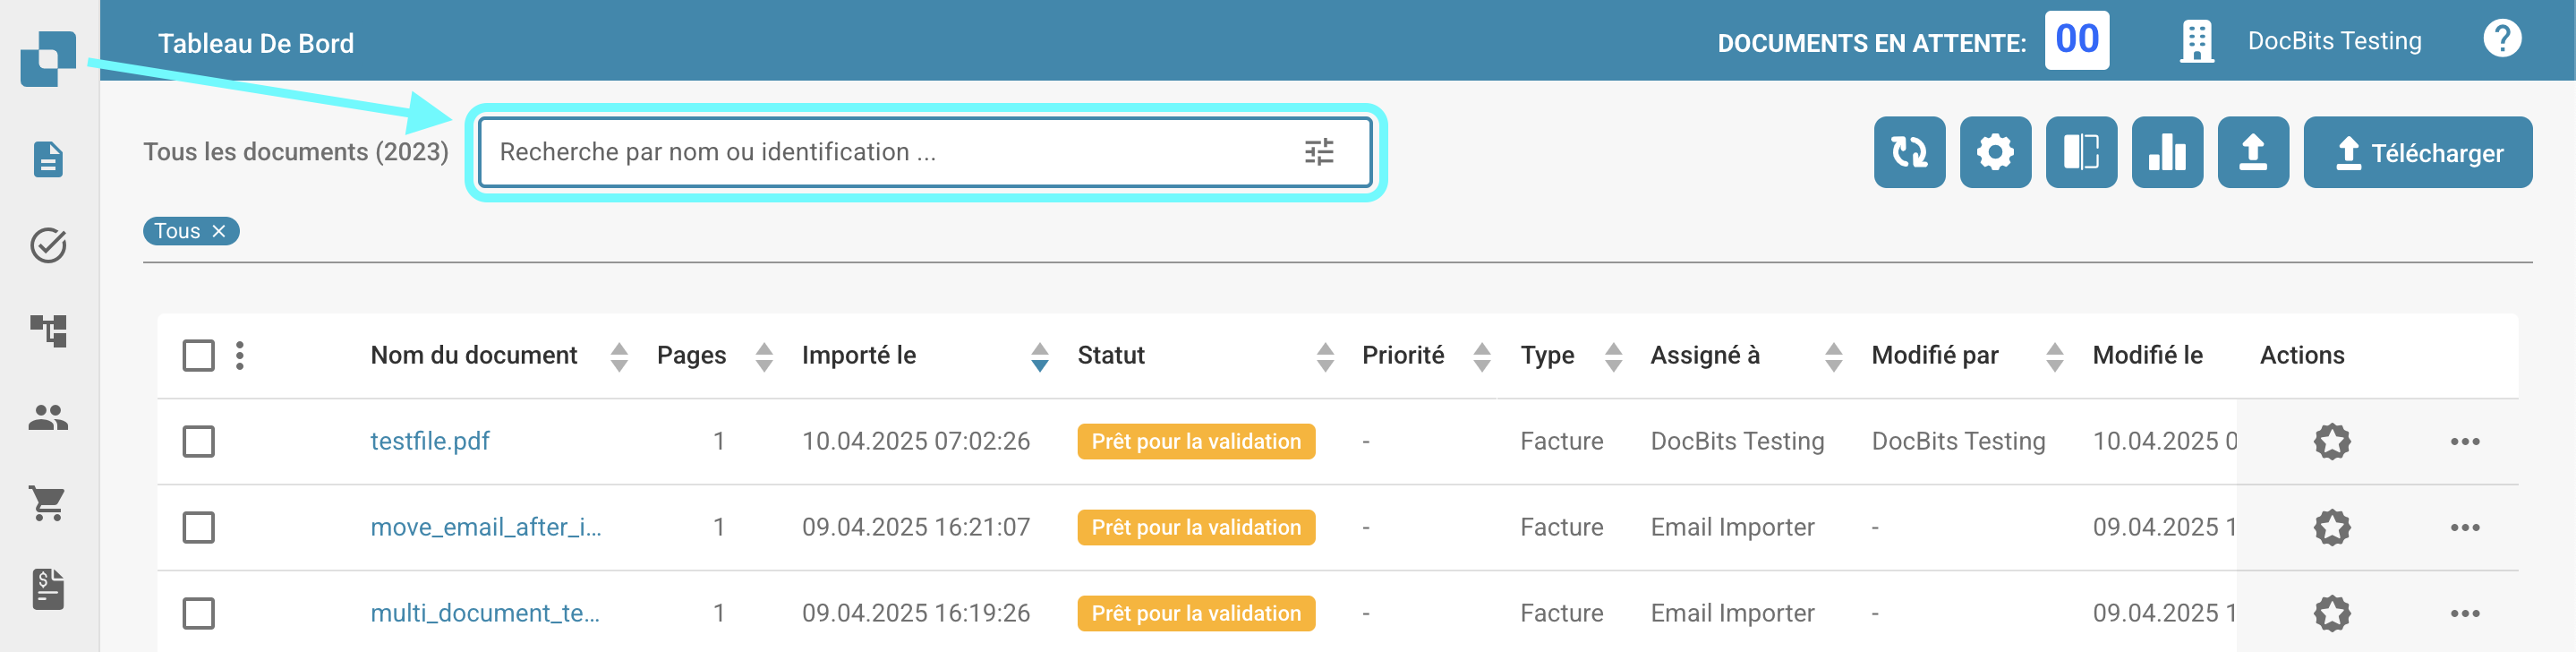 Tableau De Bord
DOCUMENTS EN ATTENTE: 00
DocBits Testing
?
Tous les documents (2023)
Recherche par nom ou identification ...
Télécharger
Tous ×
Nom du document Pages Importé le Statut Priorité Type Assigné à Modifié par Modifié le Actions
testfile.pdf 1 10.04.2025 07:02:26 Prêt pour la validation - Facture DocBits Testing DocBits Testing 10.04.2025 0
move_email_after_i... 1 09.04.2025 16:21:07 Prêt pour la validation - Facture Email Importer - 09.04.2025 1
multi_document_te... 1 09.04.2025 16:19:26 Prêt pour la validation - Facture Email Importer - 09.04.2025 1